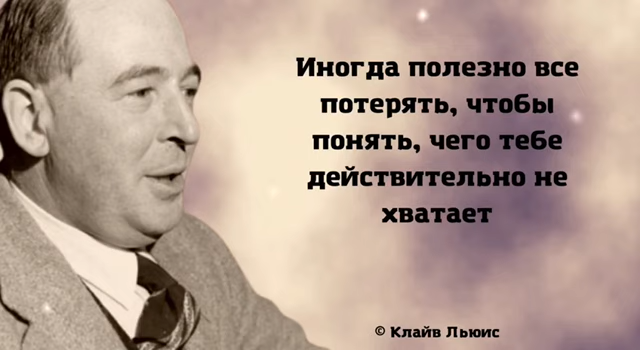 Иногда полезно все
потерять, чтобы
понять, чего тебе
действительно не
хватает
© Клайв Льюис